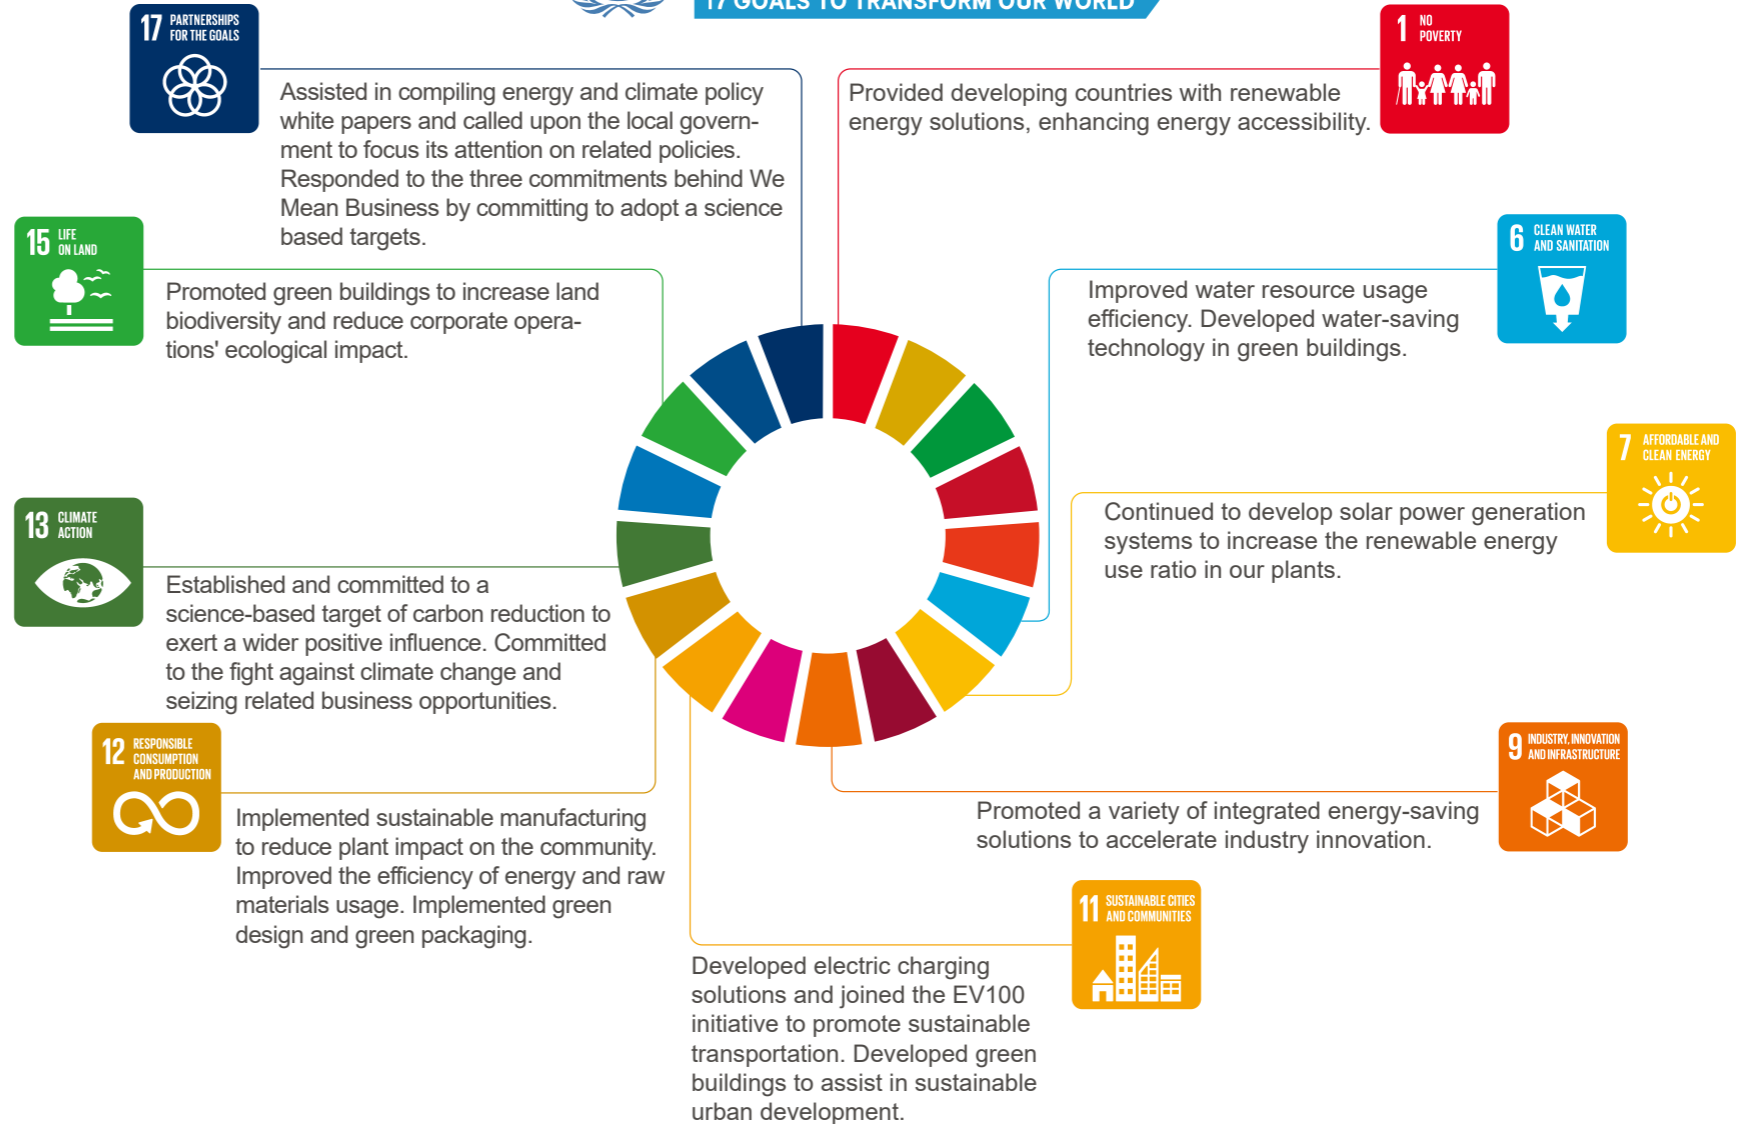 17 GOALS TO TRANSFORM OUR WORLD
17 PARTNERSHIPS
FOR THE GOALS
Assisted in compiling energy and climate policy
white papers and called upon the local govern-
ment to focus its attention on related policies.
Responded to the three commitments behind We
Mean Business by committing to adopt a science
based targets.
1 NO
POVERTY
Provided developing countries with renewable
energy solutions, enhancing energy accessibility.
15 LIFE
ON LAND
Promoted green buildings to increase land
biodiversity and reduce corporate opera-
tions' ecological impact.
6 CLEAN WATER
AND SANITATION
Improved water resource usage
efficiency. Developed water-saving
technology in green buildings.
7 AFFORDABLE AND
CLEAN ENERGY
Continued to develop solar power generation
systems to increase the renewable energy
use ratio in our plants.
13 CLIMATE
ACTION
Established and committed to a
science-based target of carbon reduction to
exert a wider positive influence. Committed
to the fight against climate change and
seizing related business opportunities.
12 RESPONSIBLE
CONSUMPTION
AND PRODUCTION
Implemented sustainable manufacturing
to reduce plant impact on the community.
Improved the efficiency of energy and raw
materials usage. Implemented green
design and green packaging.
9 INDUSTRY, INNOVATION
AND INFRASTRUCTURE
Promoted a variety of integrated energy-saving
solutions to accelerate industry innovation.
11 SUSTAINABLE CITIES
AND COMMUNITIES
Developed electric charging
solutions and joined the EV100
initiative to promote sustainable
transportation. Developed green
buildings to assist in sustainable
urban development.